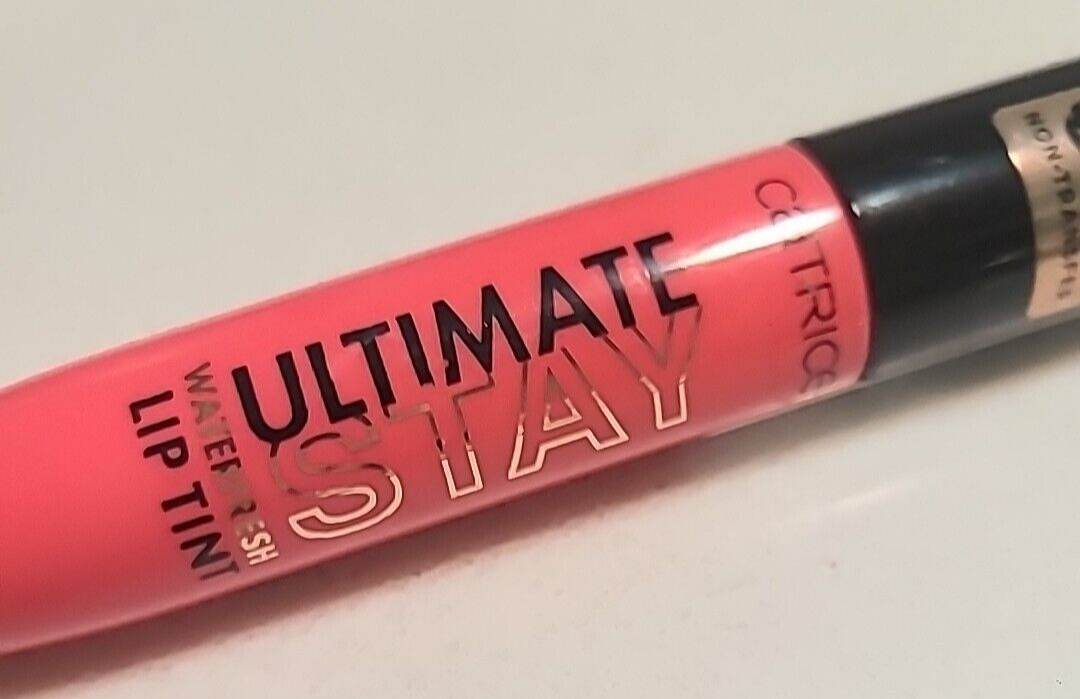 CATRICE
ULTIMATE
STAY
WATERFRESH
LIP TINT
NON-TRANSFER